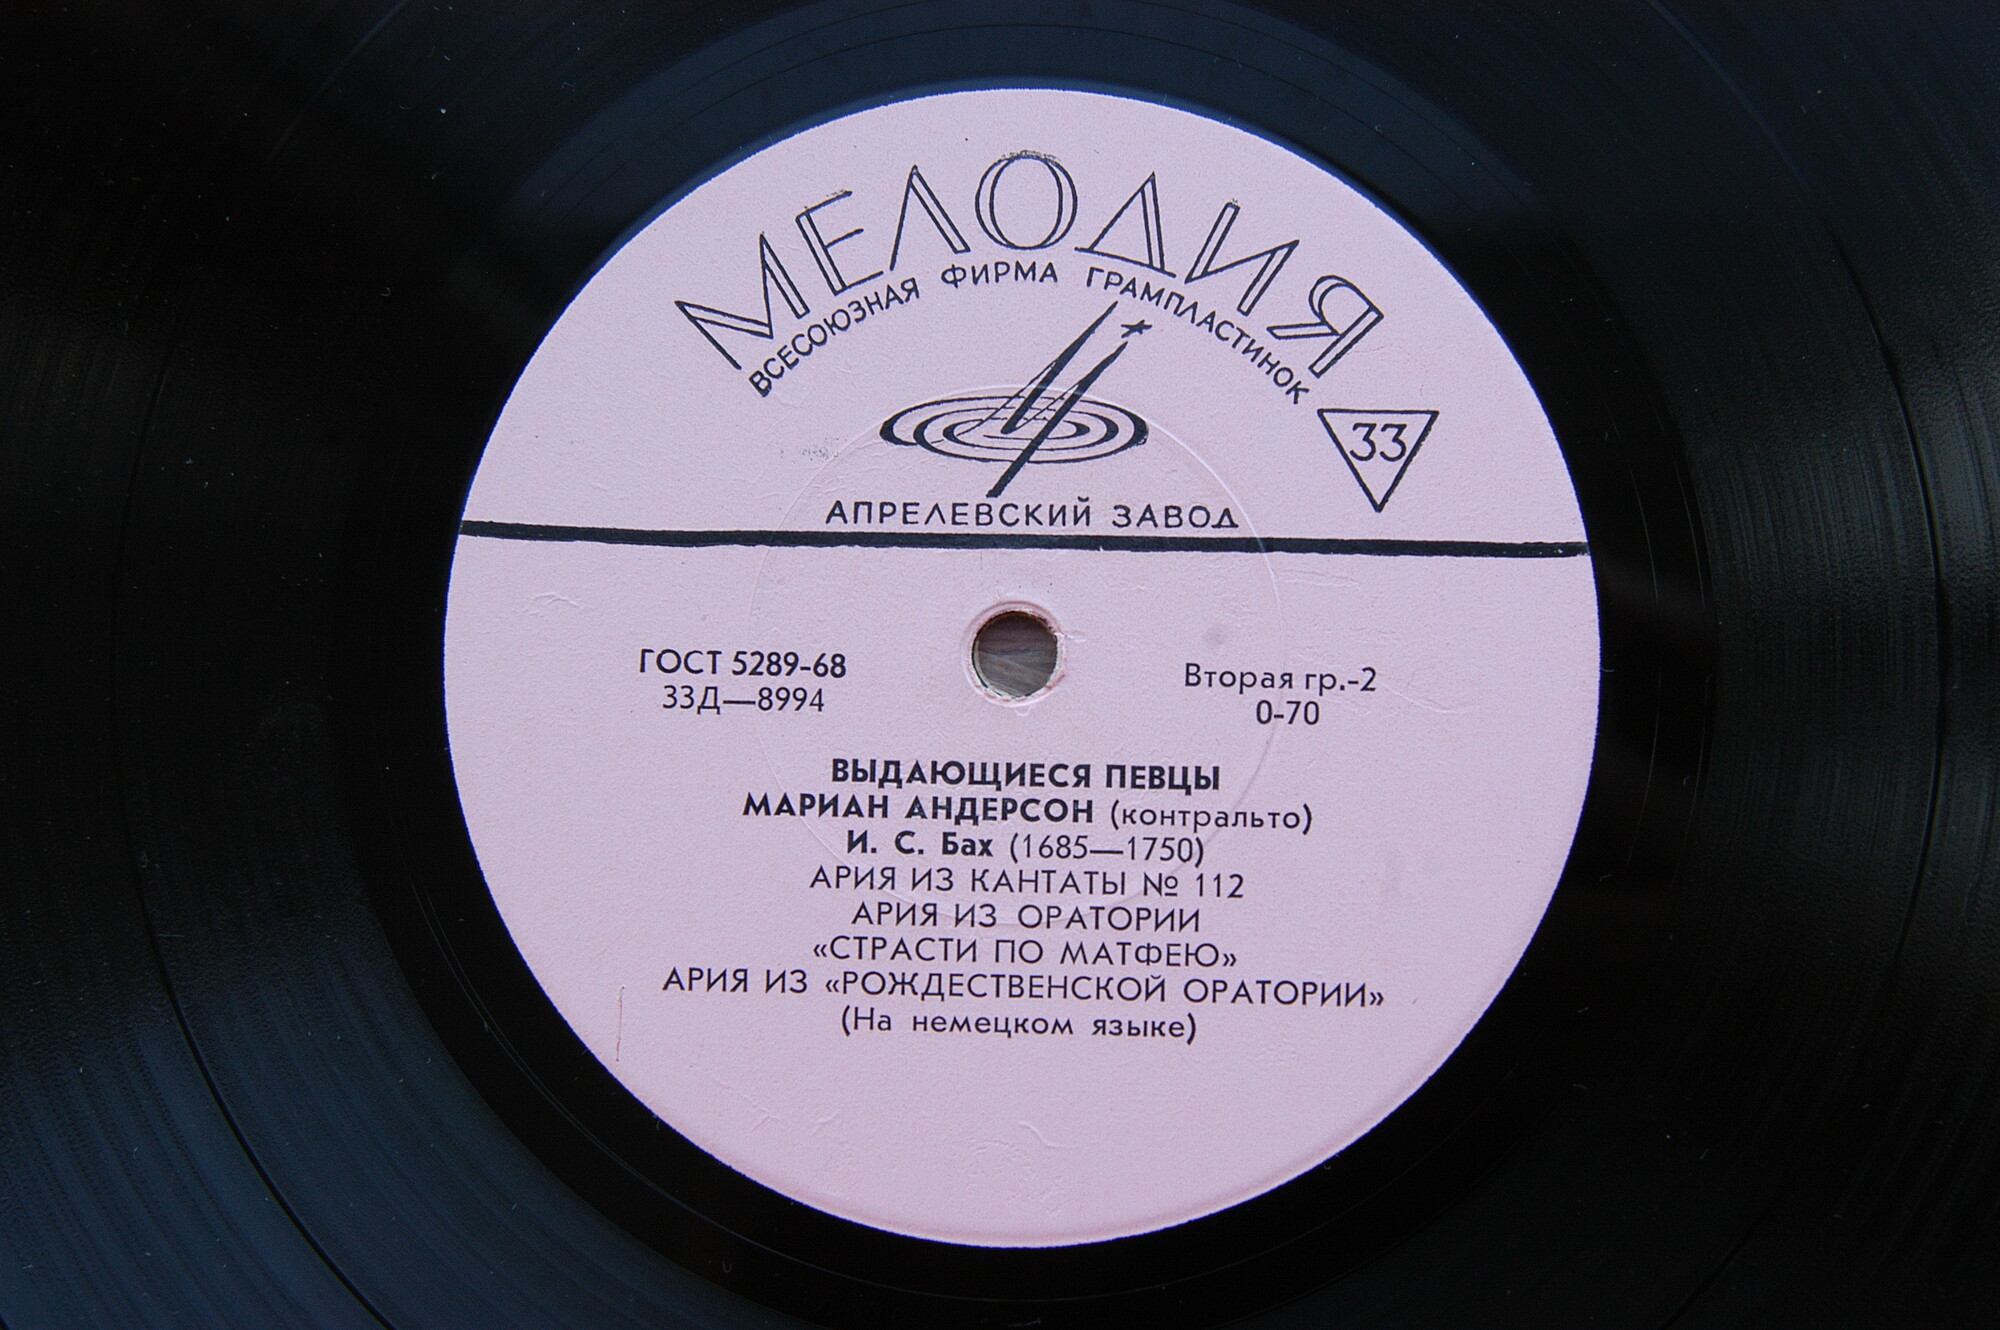 МЕЛОДИЯ
ВСЕСОЮЗНАЯ ФИРМА ГРАМПЛАСТИНОК
33
АПРЕЛЕВСКИЙ ЗАВОД
ГОСТ 5289-68
33Д—8994
Вторая гр.-2
0-70
ВЫДАЮЩИЕСЯ ПЕВЦЫ
МАРИАН АНДЕРСОН (контральто)
И. С. Бах (1685—1750)
АРИЯ ИЗ КАНТАТЫ № 112
АРИЯ ИЗ ОРАТОРИИ
«СТРАСТИ ПО МАТФЕЮ»
АРИЯ ИЗ «РОЖДЕСТВЕНСКОЙ ОРАТОРИИ»
(На немецком языке)